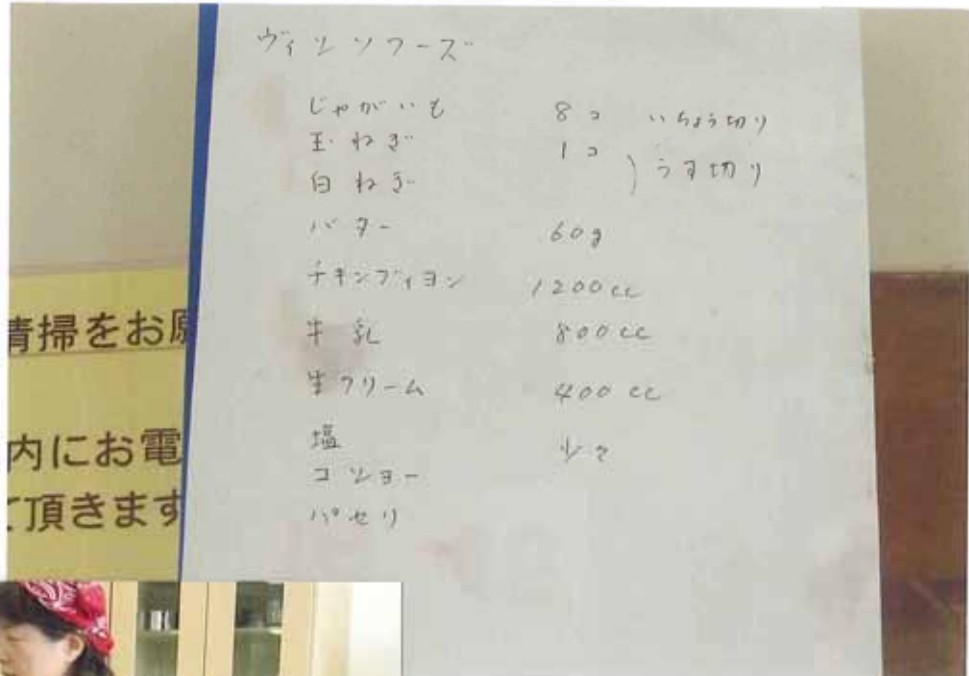 ヴィシソワーズ
じゃがいも 8コ いちょう切り
玉ねぎ 1コ
白ねぎ ) うす切り
バター 60g
チキンブイヨン 1200cc
牛乳 800cc
生クリーム 400cc
塩 少々
コショー
パセリ
清掃をお願
内にお電
て頂きます